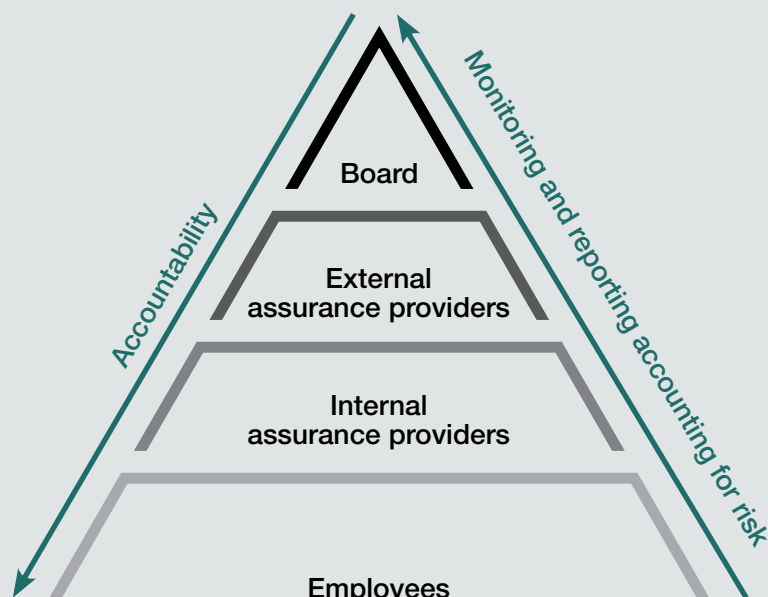 Board
External
assurance providers
Internal
assurance providers
Employees
Accountability
Monitoring and reporting accounting for risk